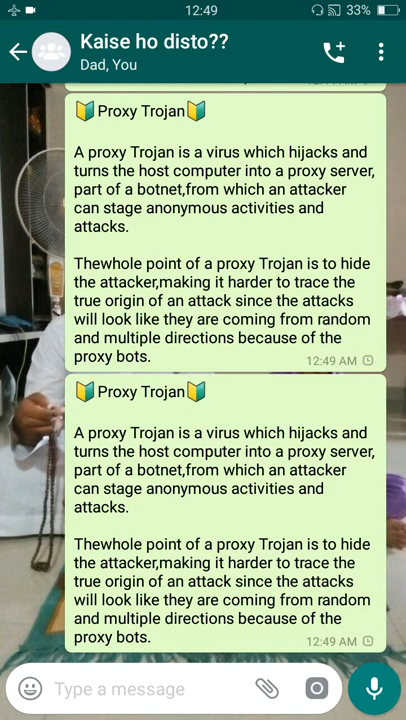 12:49
33%
Kaise ho disto??
Dad, You
🔰Proxy Trojan🔰
A proxy Trojan is a virus which hijacks and
turns the host computer into a proxy server,
part of a botnet,from which an attacker
can stage anonymous activities and
attacks.
Thewhole point of a proxy Trojan is to hide
the attacker,making it harder to trace the
true origin of an attack since the attacks
will look like they are coming from random
and multiple directions because of the
proxy bots.
12:49 AM
🔰Proxy Trojan🔰
A proxy Trojan is a virus which hijacks and
turns the host computer into a proxy server,
part of a botnet,from which an attacker
can stage anonymous activities and
attacks.
Thewhole point of a proxy Trojan is to hide
the attacker,making it harder to trace the
true origin of an attack since the attacks
will look like they are coming from random
and multiple directions because of the
proxy bots.
12:49 AM
Type a message